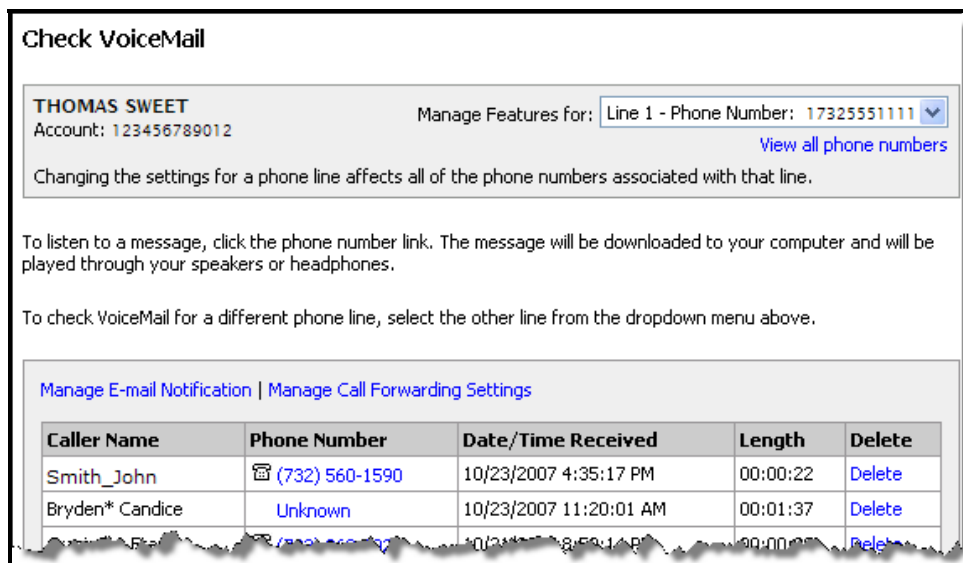 Check VoiceMail
THOMAS SWEET
Account: 123456789012
Manage Features for: Line 1 - Phone Number: 17325551111
View all phone numbers
Changing the settings for a phone line affects all of the phone numbers associated with that line.
To listen to a message, click the phone number link. The message will be downloaded to your computer and will be
played through your speakers or headphones.
To check VoiceMail for a different phone line, select the other line from the dropdown menu above.
Manage E-mail Notification | Manage Call Forwarding Settings
Caller Name Phone Number Date/Time Received Length Delete
Smith_John (732) 560-1590 10/23/2007 4:35:17 PM 00:00:22 Delete
Bryden* Candice Unknown 10/23/2007 11:20:01 AM 00:01:37 Delete
Delete